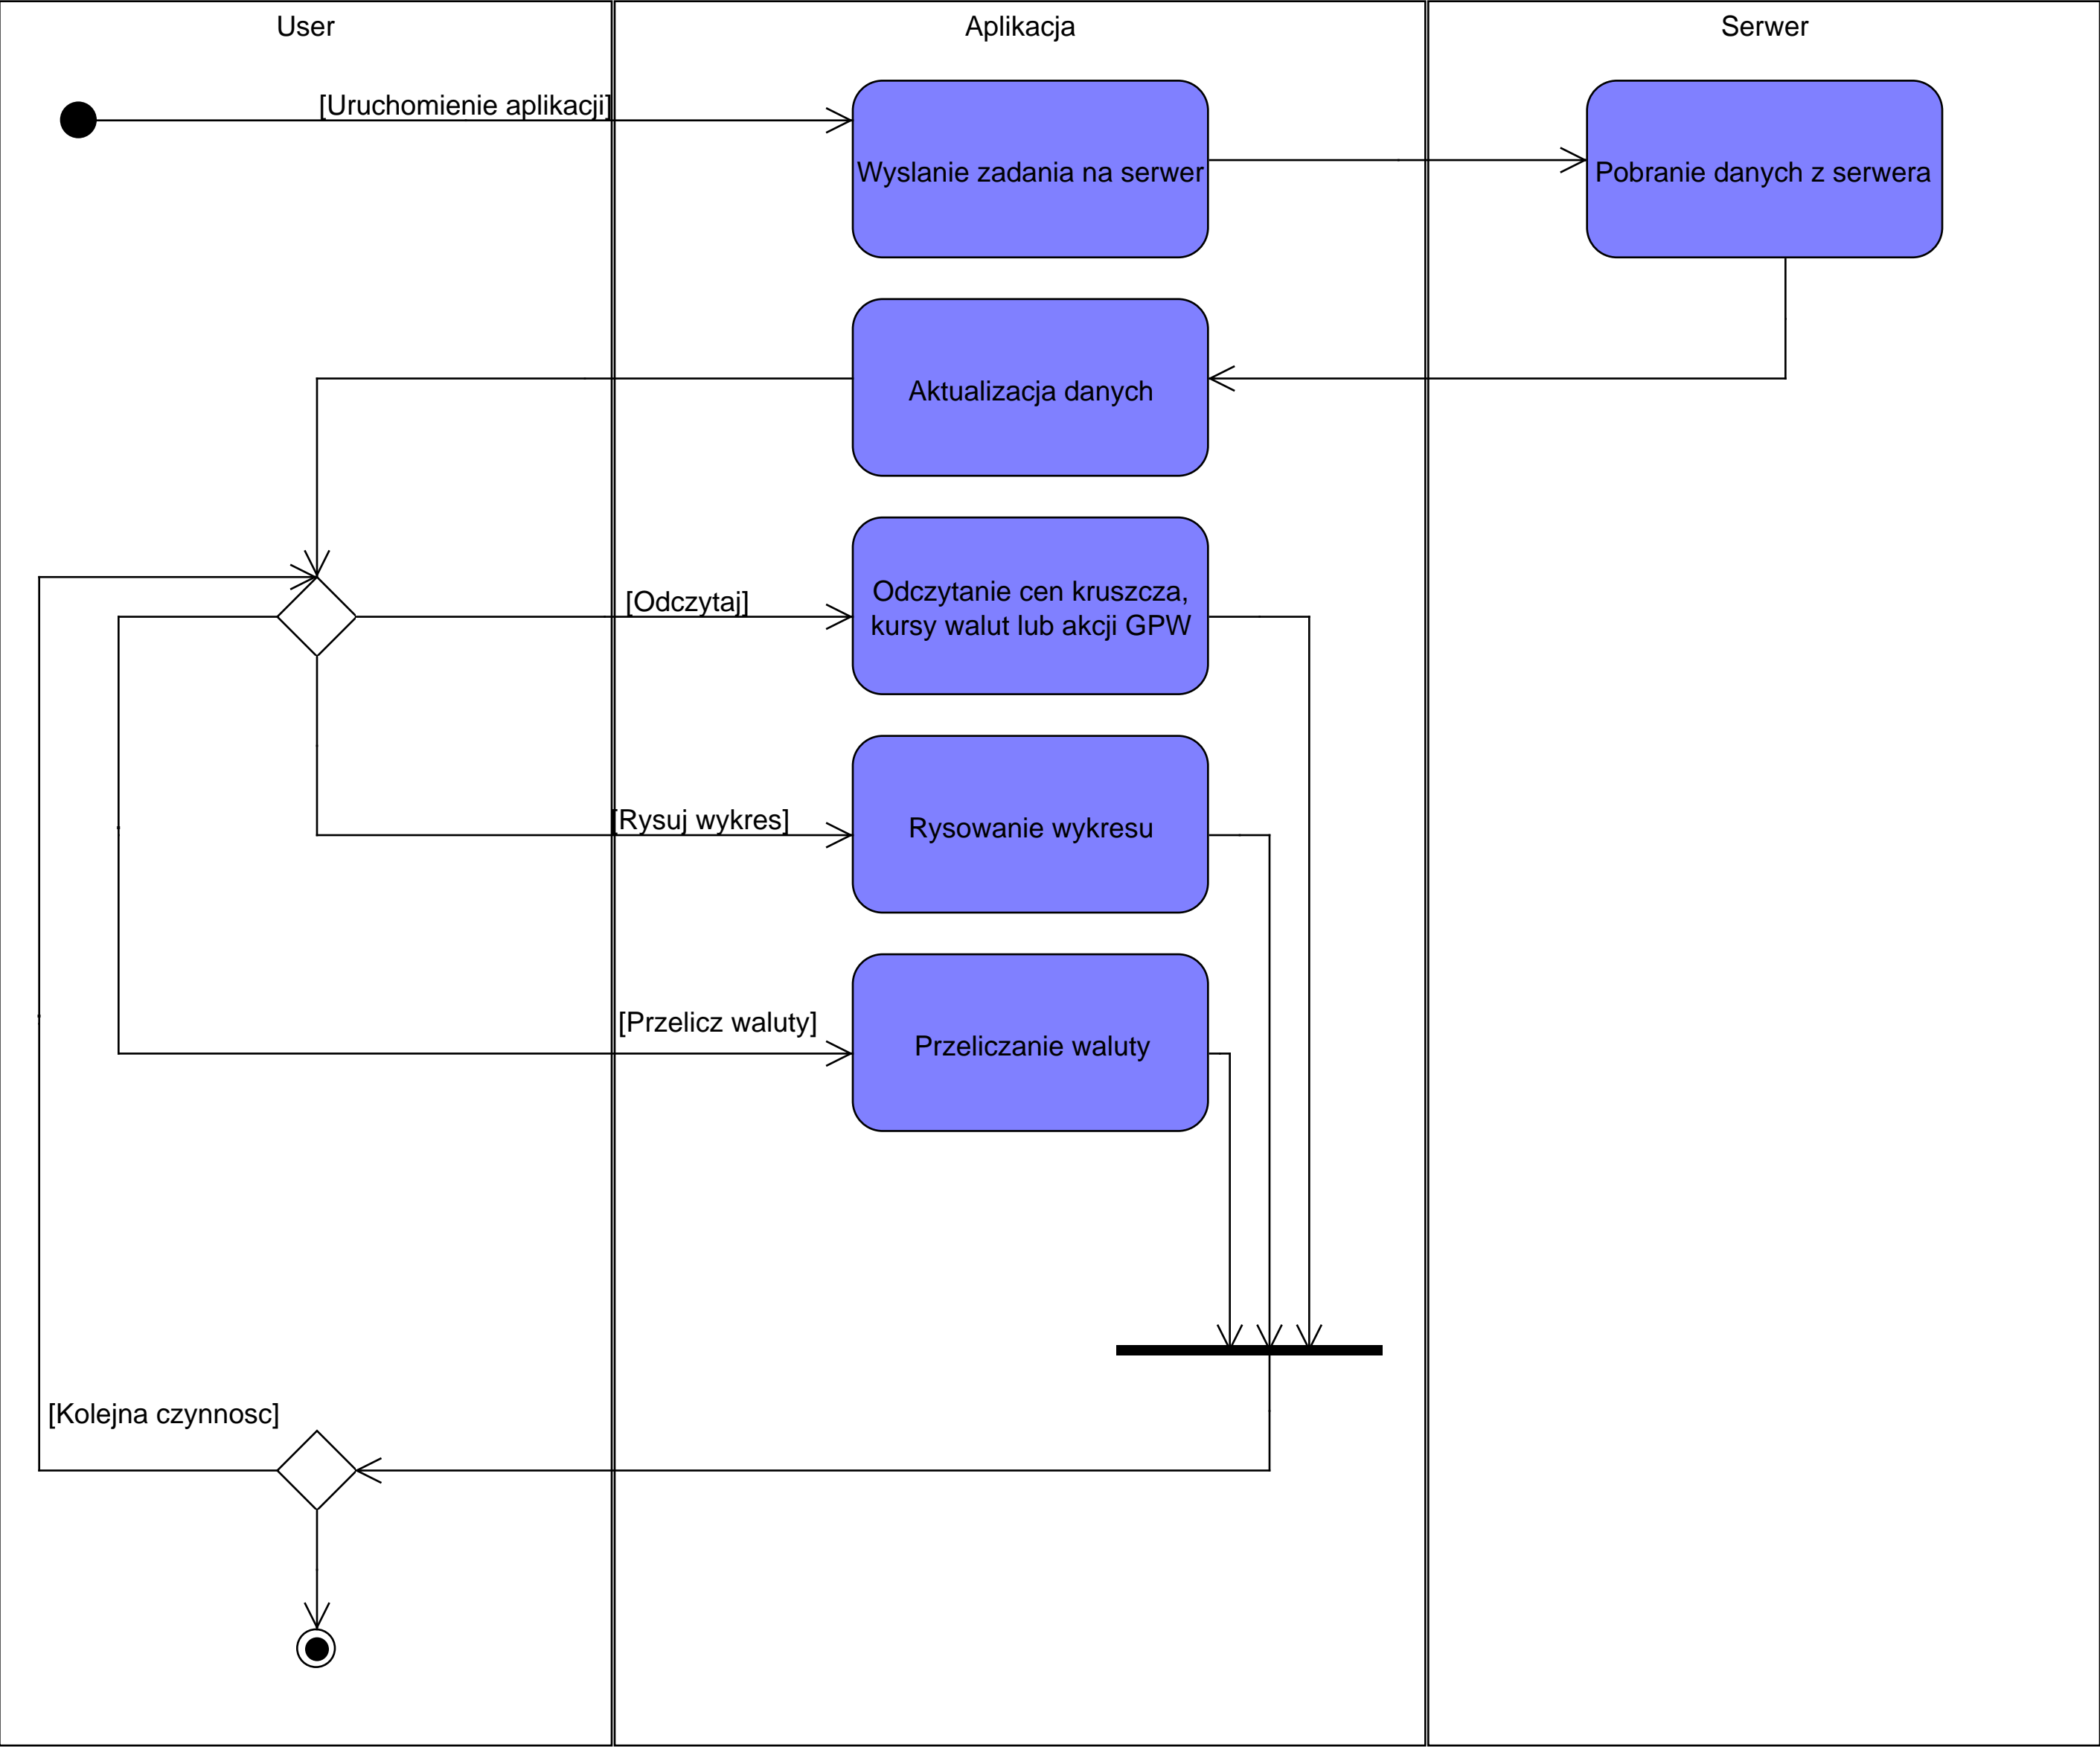 User
Aplikacja
Serwer
[Uruchomienie aplikacji]
Wyslanie zadania na serwer
Pobranie danych z serwera
Aktualizacja danych
[Odczytaj]
Odczytanie cen kruszcza,
kursy walut lub akcji GPW
[Rysuj wykres]
Rysowanie wykresu
[Przelicz waluty]
Przeliczanie waluty
[Kolejna czynnosc]